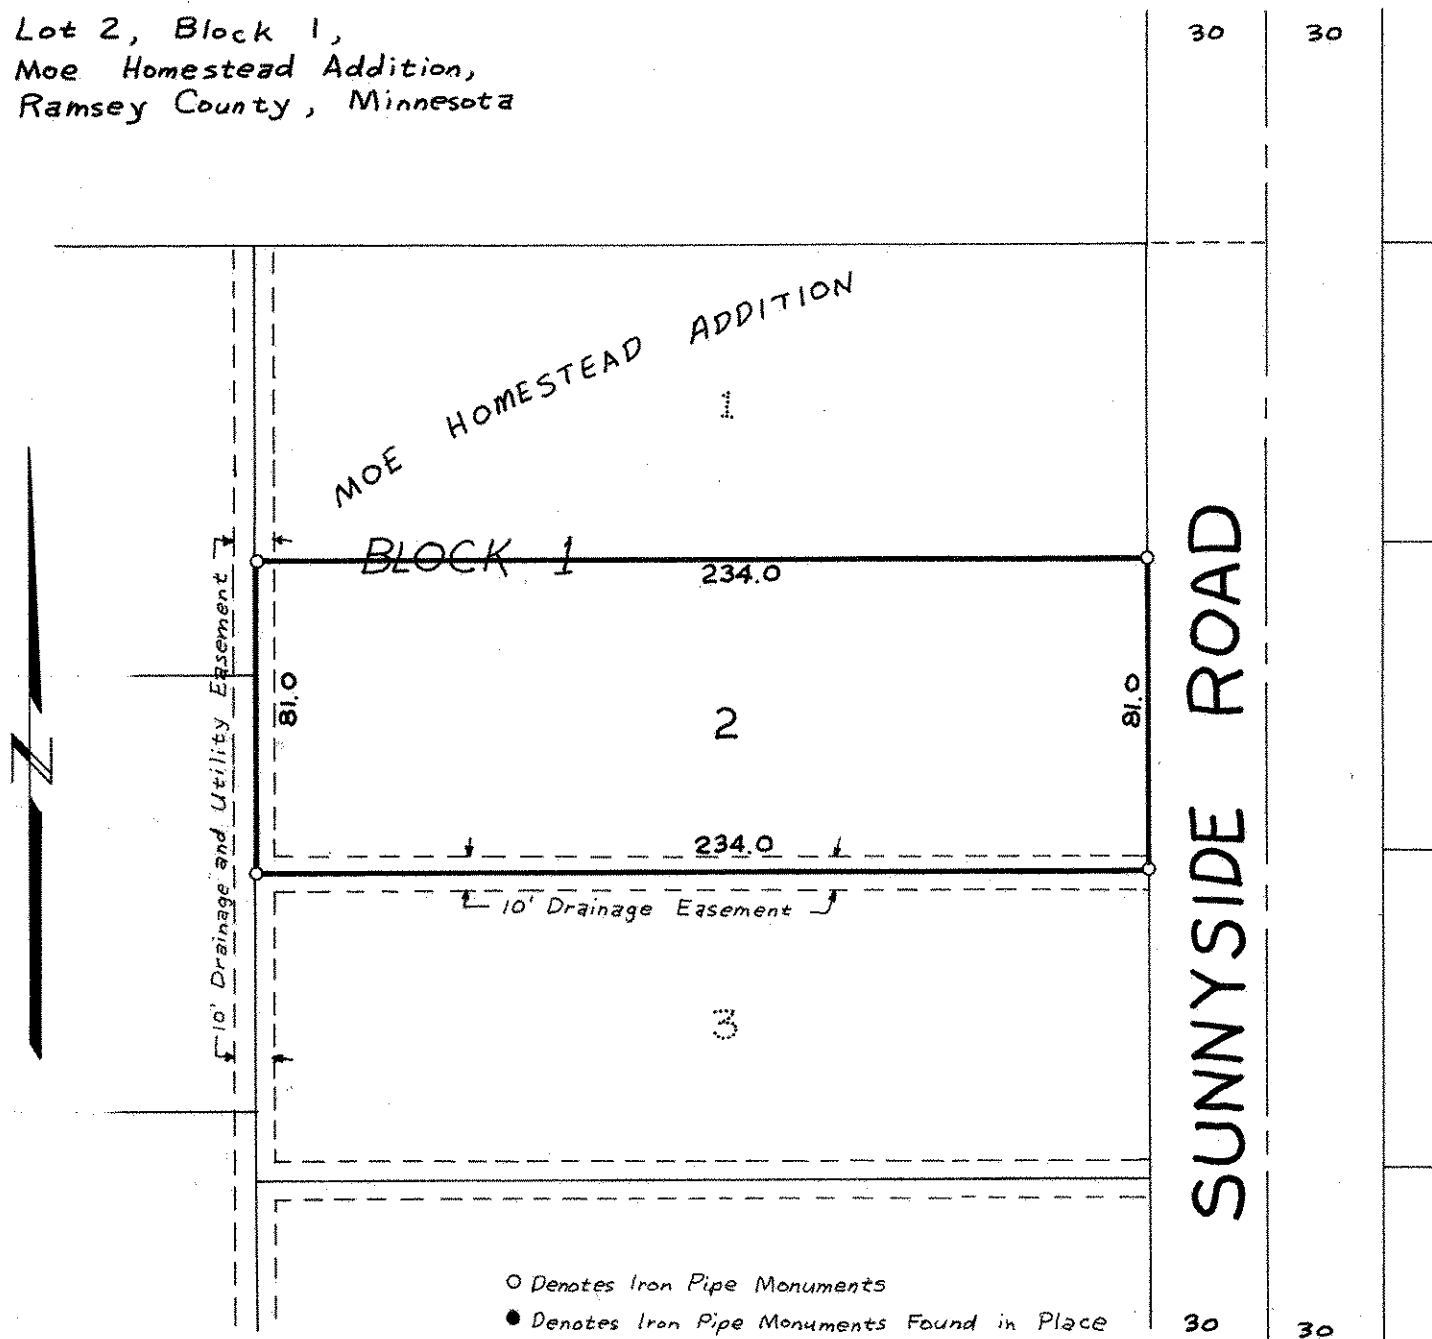 Lot 2, Block 1,
Moe Homestead Addition,
Ramsey County, Minnesota
30 30
MOE HOMESTEAD ADDITION
1
BLOCK 1
234.0
10' Drainage and Utility Easement
81.0
2
81.0
N
SUNNYSIDE ROAD
234.0
10' Drainage Easement
3
O Denotes Iron Pipe Monuments
● Denotes Iron Pipe Monuments Found in Place
30 30